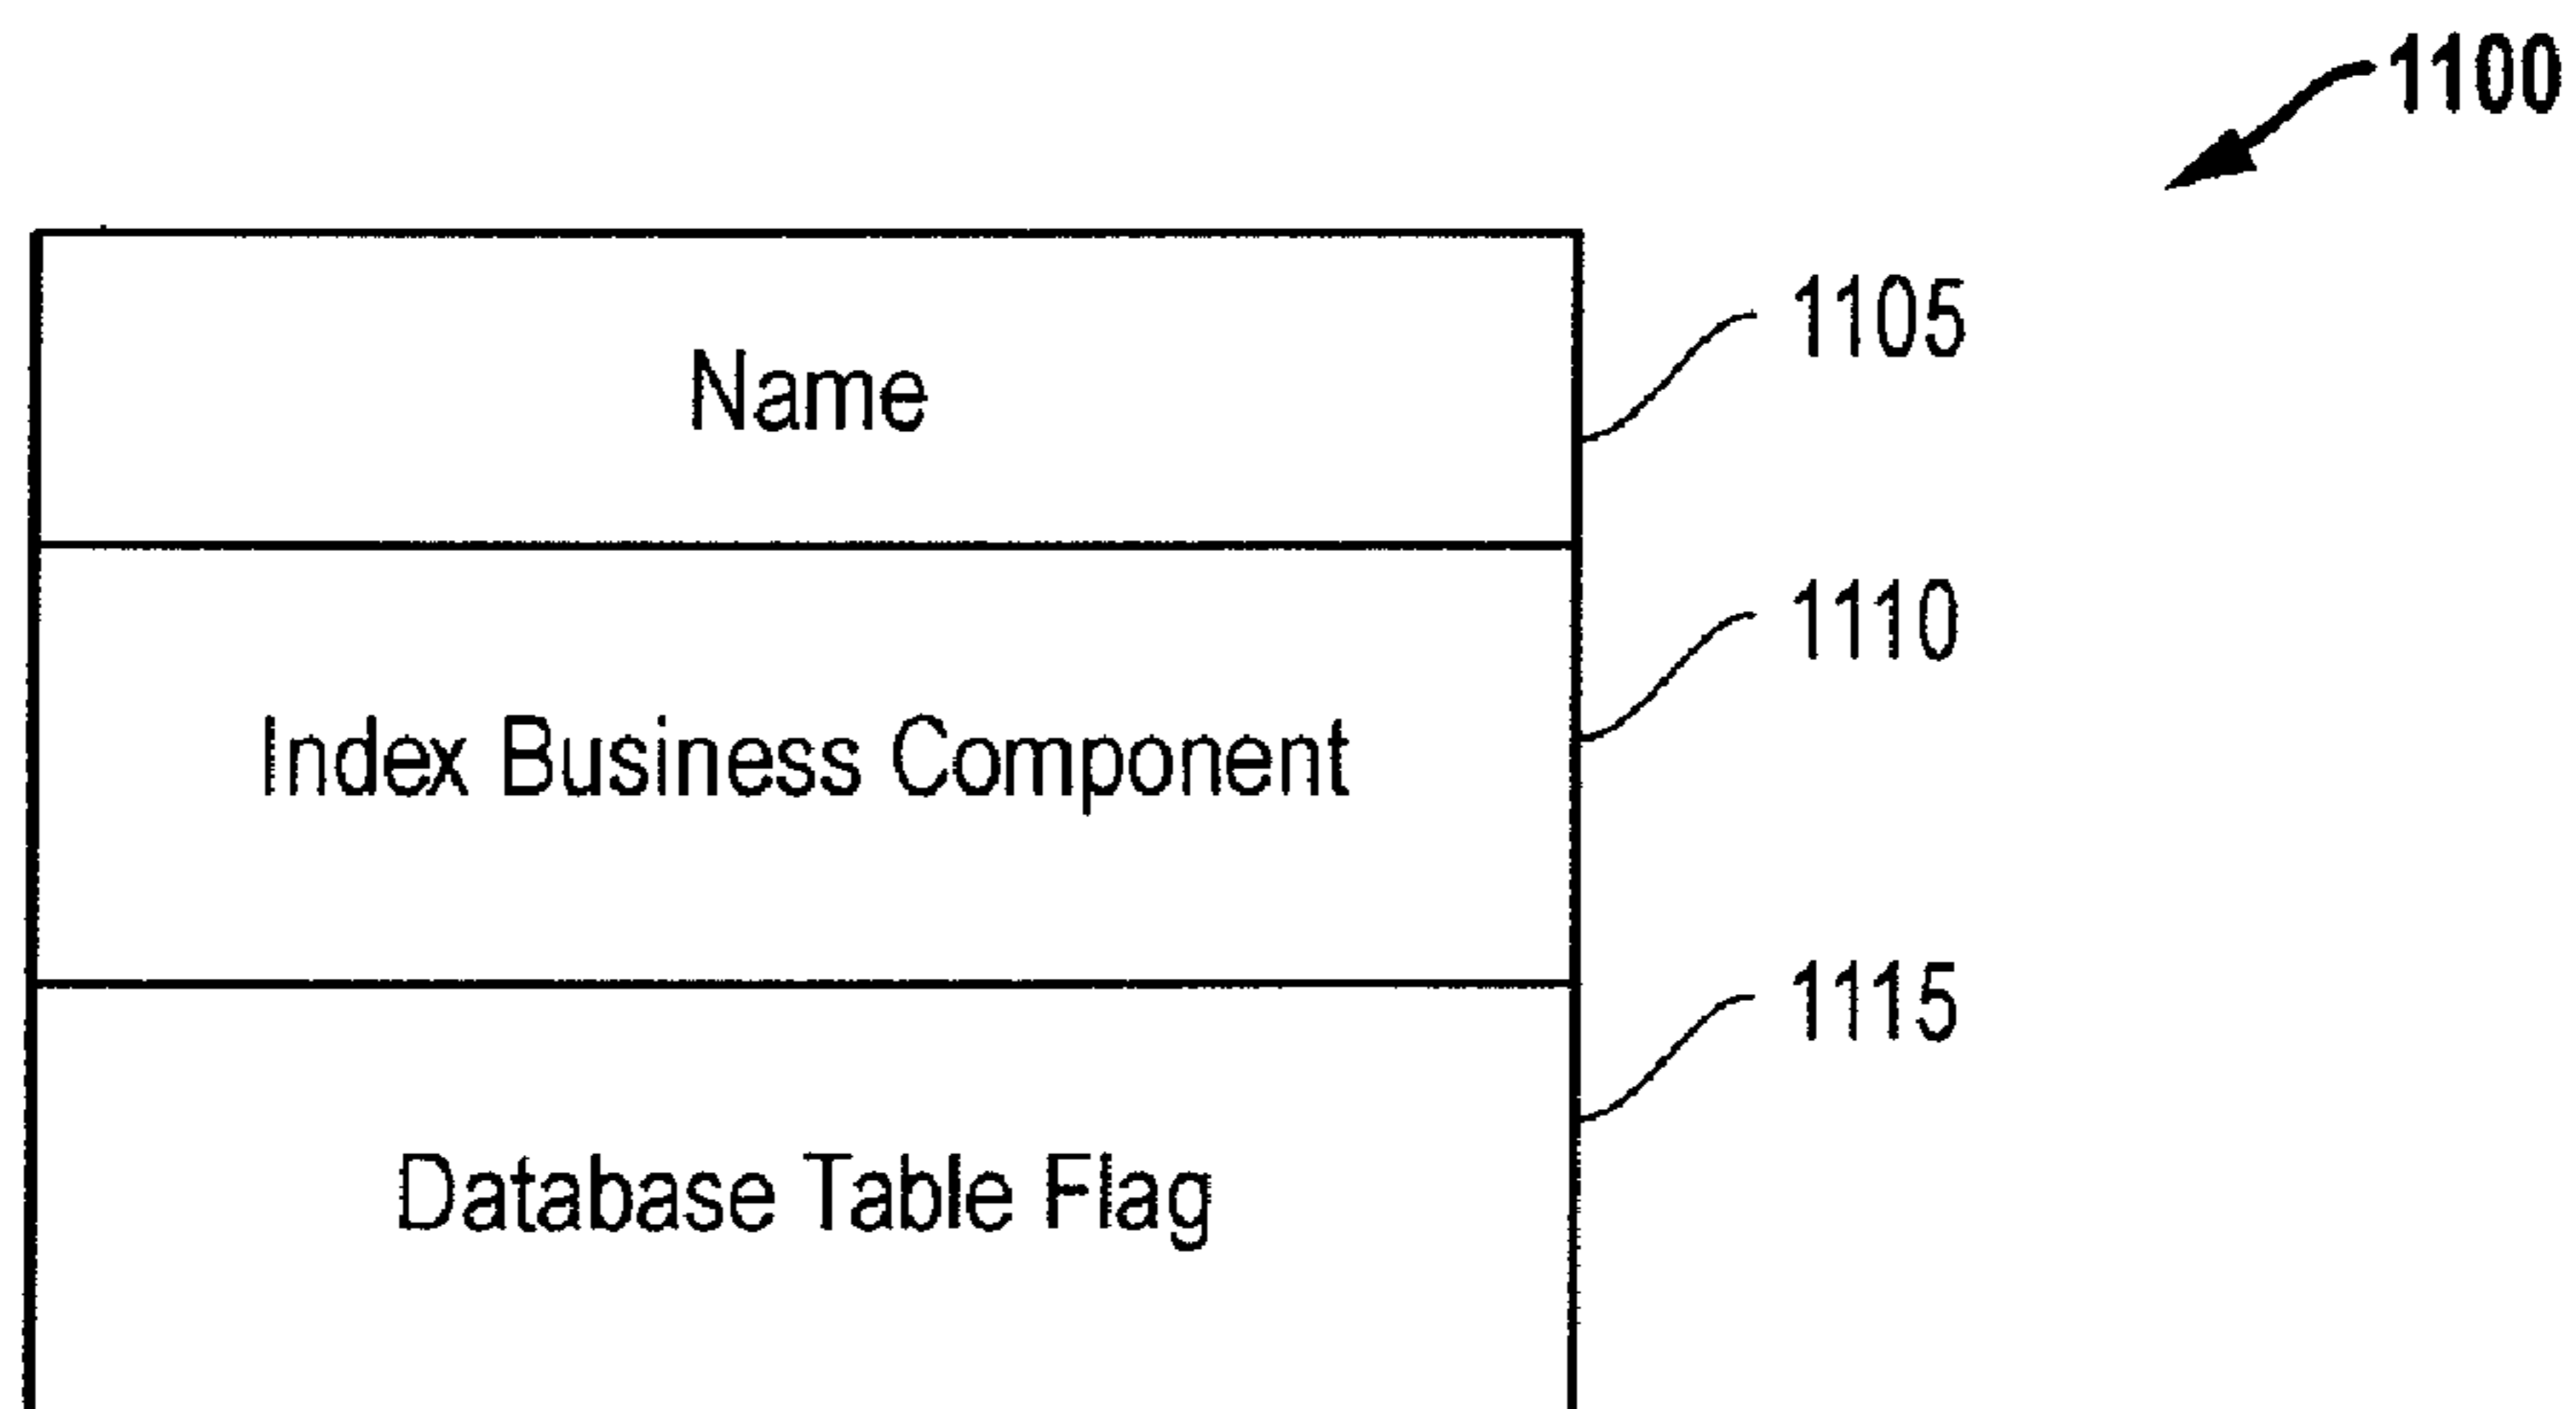 1100
Name
1105
Index Business Component
1110
Database Table Flag
1115